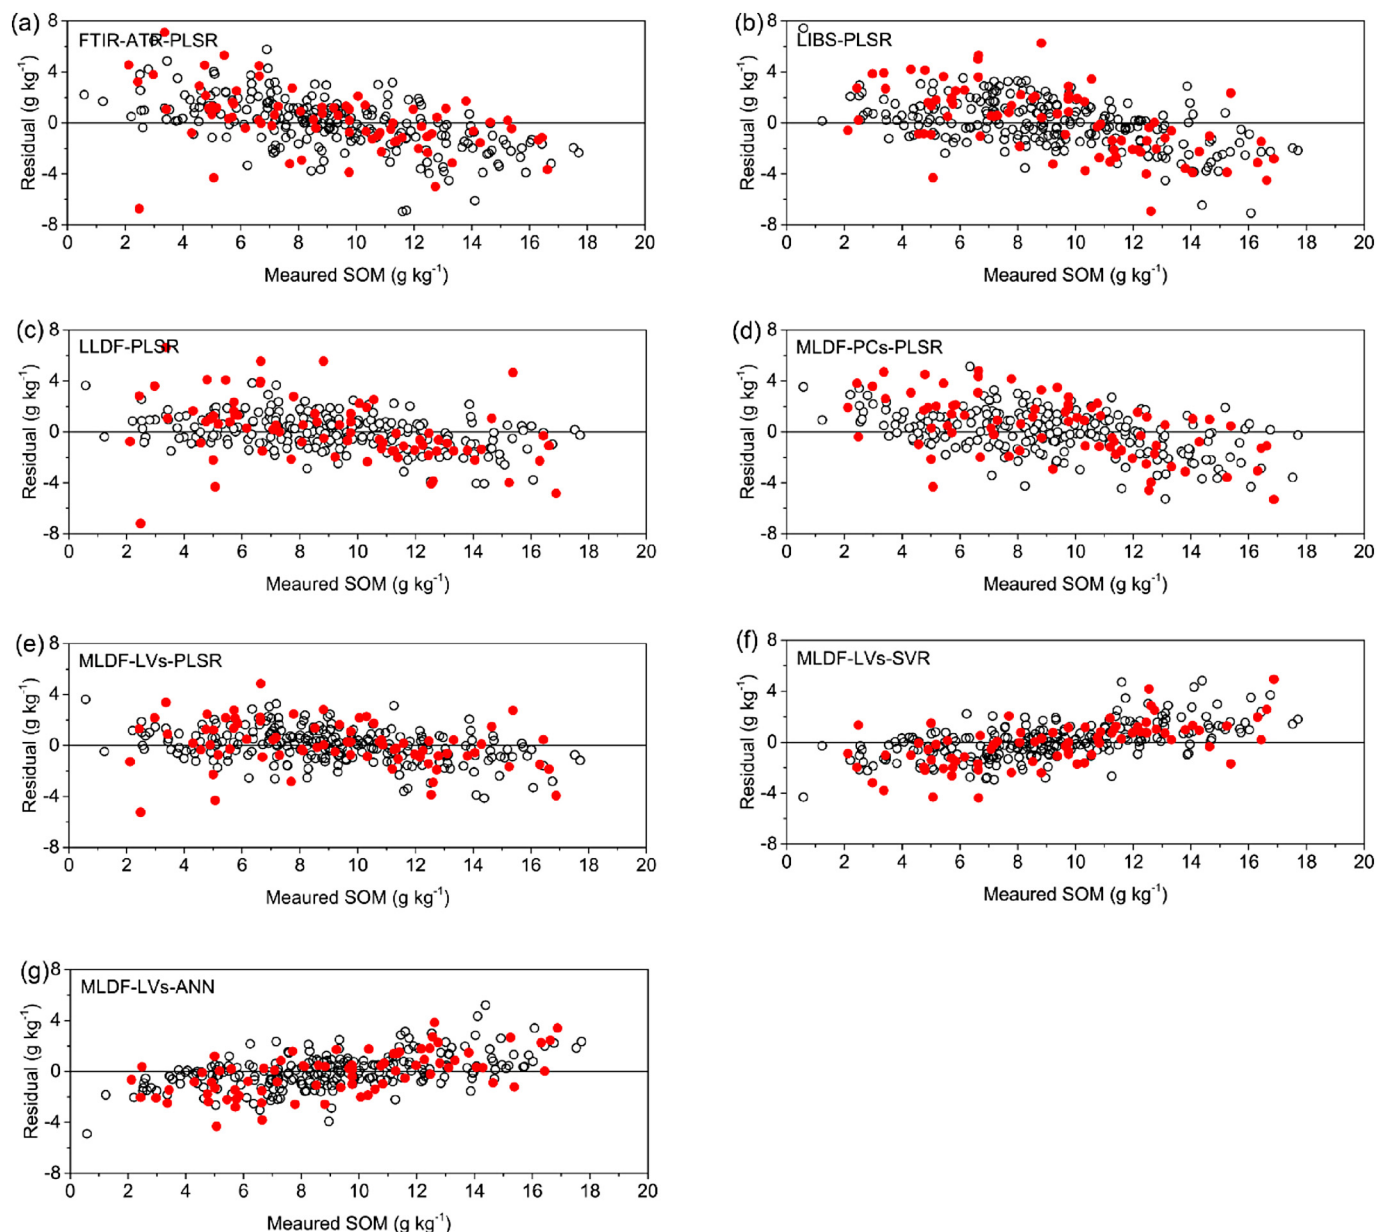 (a)
FTIR-ATR-PLSR
Residual (g kg⁻¹)
8
4
0
-4
-8
0 2 4 6 8 10 12 14 16 18 20
Meaured SOM (g kg⁻¹)
(b)
LIBS-PLSR
Residual (g kg⁻¹)
8
4
0
-4
-8
0 2 4 6 8 10 12 14 16 18 20
Meaured SOM (g kg⁻¹)
(c)
LLDF-PLSR
Residual (g kg⁻¹)
8
4
0
-4
-8
0 2 4 6 8 10 12 14 16 18 20
Meaured SOM (g kg⁻¹)
(d)
MLDF-PCs-PLSR
Residual (g kg⁻¹)
8
4
0
-4
-8
0 2 4 6 8 10 12 14 16 18 20
Meaured SOM (g kg⁻¹)
(e)
MLDF-LVs-PLSR
Residual (g kg⁻¹)
8
4
0
-4
-8
0 2 4 6 8 10 12 14 16 18 20
Meaured SOM (g kg⁻¹)
(f)
MLDF-LVs-SVR
Residual (g kg⁻¹)
8
4
0
-4
-8
0 2 4 6 8 10 12 14 16 18 20
Meaured SOM (g kg⁻¹)
(g)
MLDF-LVs-ANN
Residual (g kg⁻¹)
8
4
0
-4
-8
0 2 4 6 8 10 12 14 16 18 20
Meaured SOM (g kg⁻¹)